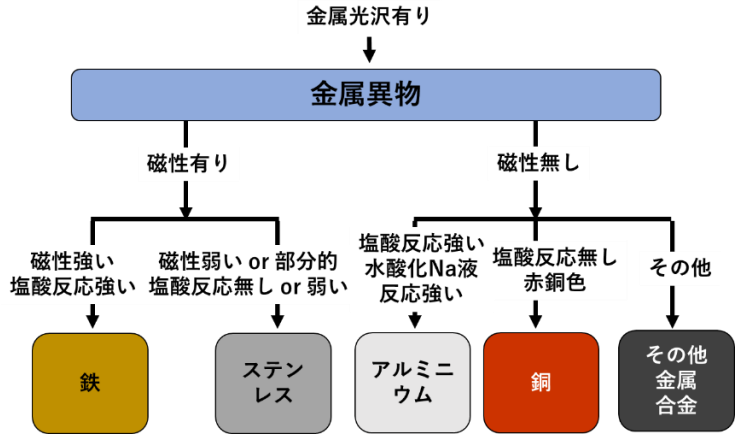 金属光沢有り
金属異物
磁性有り
磁性無し
磁性強い
塩酸反応強い
磁性弱い or 部分的
塩酸反応無し or 弱い
塩酸反応強い
水酸化Na液
反応強い
塩酸反応無し
赤銅色
その他
鉄
ステン
レス
アルミニ
ウム
銅
その他
金属
合金